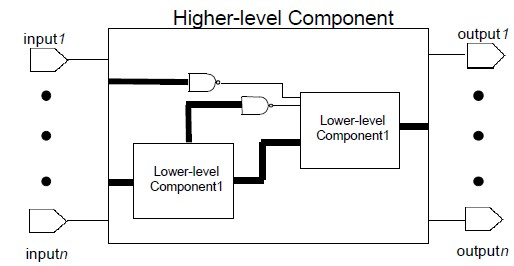 Higher-level Component
input1
output1
Lower-level
Component1
Lower-level
Component1
inputn
outputn